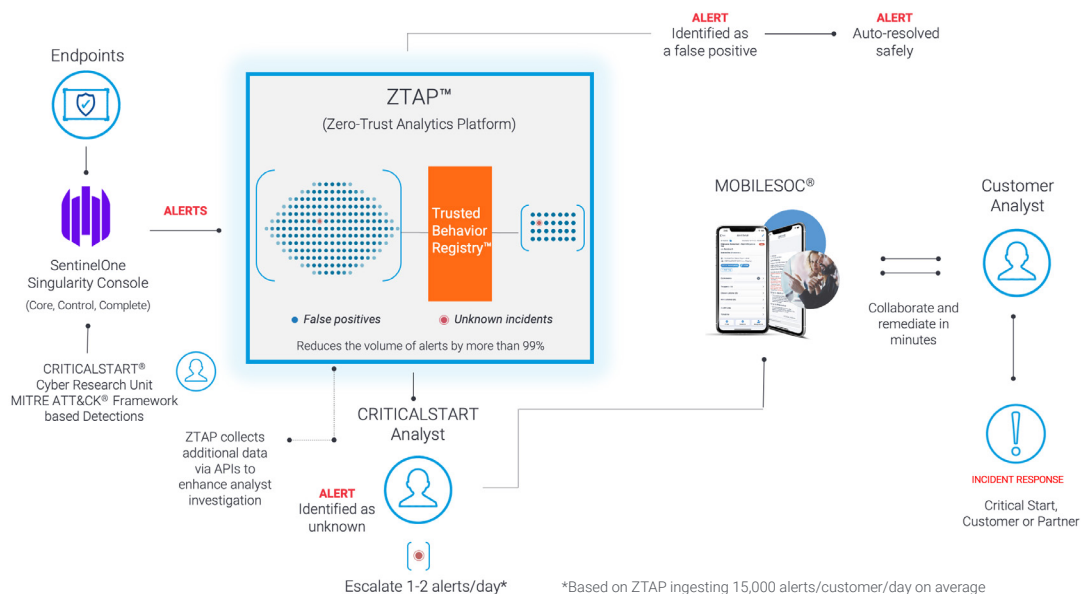 Endpoints
SentinelOne
Singularity Console
(Core, Control, Complete)
CRITICALSTART®
Cyber Research Unit
MITRE ATT&CK® Framework
based Detections
ALERTS
ZTAP™
(Zero-Trust Analytics Platform)
Trusted
Behavior
Registry™
False positives
Unknown incidents
Reduces the volume of alerts by more than 99%
ALERT
Identified as
a false positive
ALERT
Auto-resolved
safely
ZTAP collects
additional data
via APIs to
enhance analyst
investigation
CRITICALSTART
Analyst
ALERT
Identified as
unknown
Escalate 1-2 alerts/day*
MOBILESOC®
Collaborate and
remediate in
minutes
Customer
Analyst
INCIDENT RESPONSE
Critical Start,
Customer or Partner
*Based on ZTAP ingesting 15,000 alerts/customer/day on average